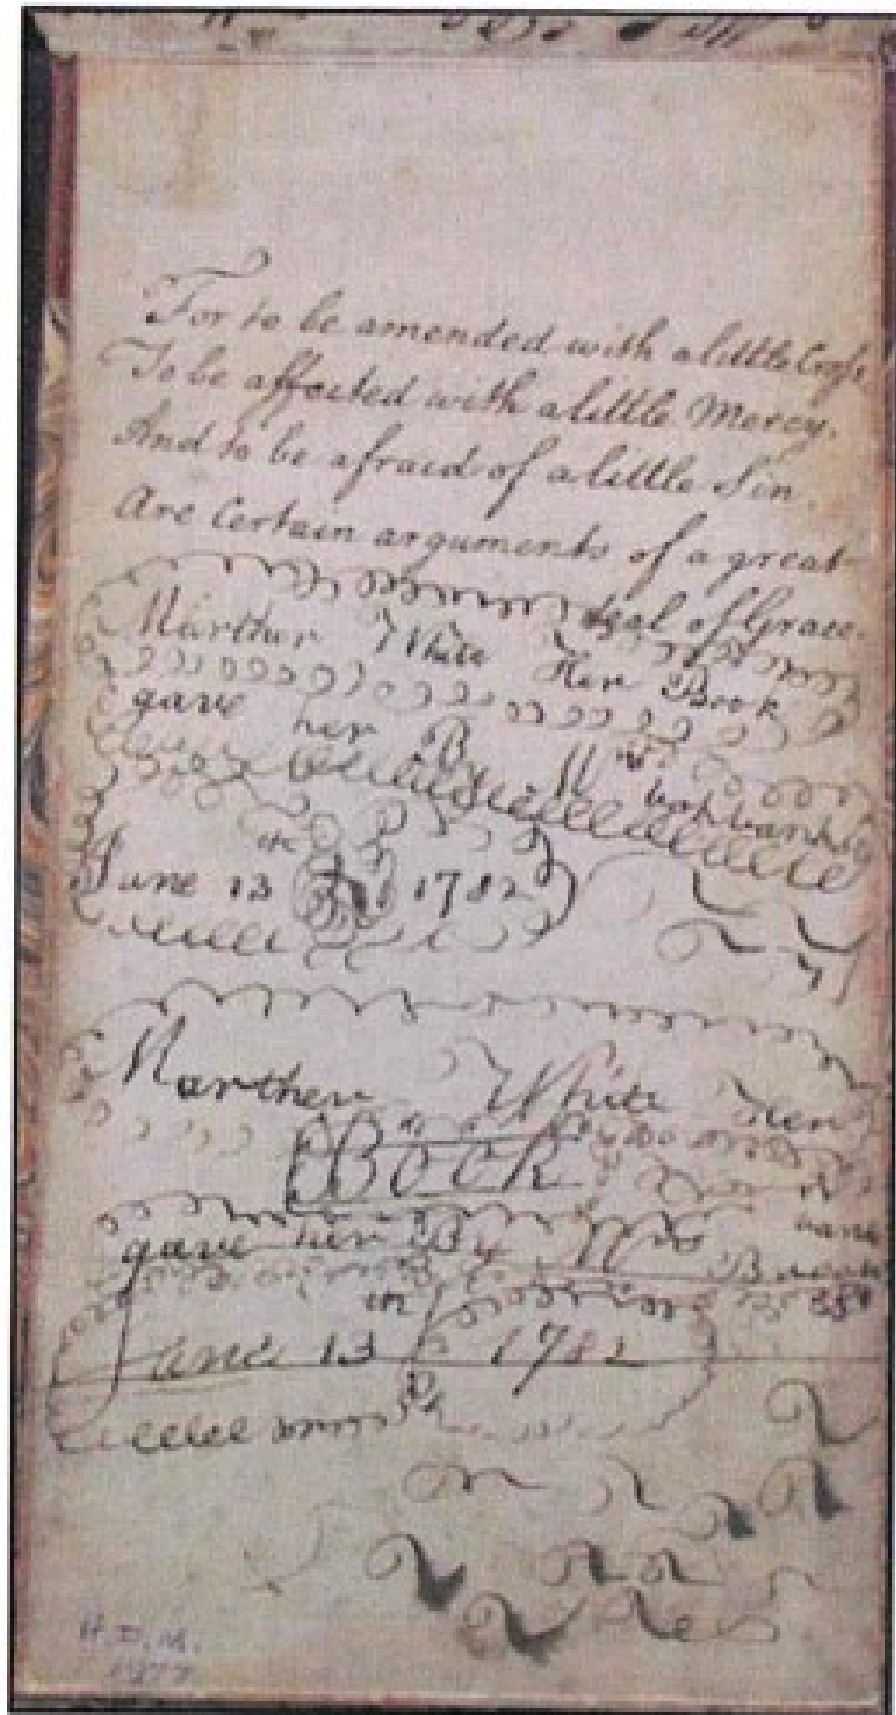 For to be amended with a little Cross
To be affected with a little Mercy.
And to be afraid of a little Sin.
Are Certain arguments of a great
deal of Grace.
Marther White Her Book
gave her B
June 13 1782
Marther White Her
Book
gave her By
June 13 1782
H.D.M.